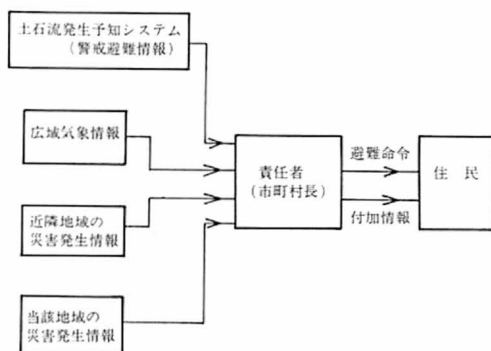 土石流発生予知システム
(警戒避難情報)
広域気象情報
近隣地域の
災害発生情報
当該地域の
災害発生情報
責任者
(市町村長)
避難命令
付加情報
住 民